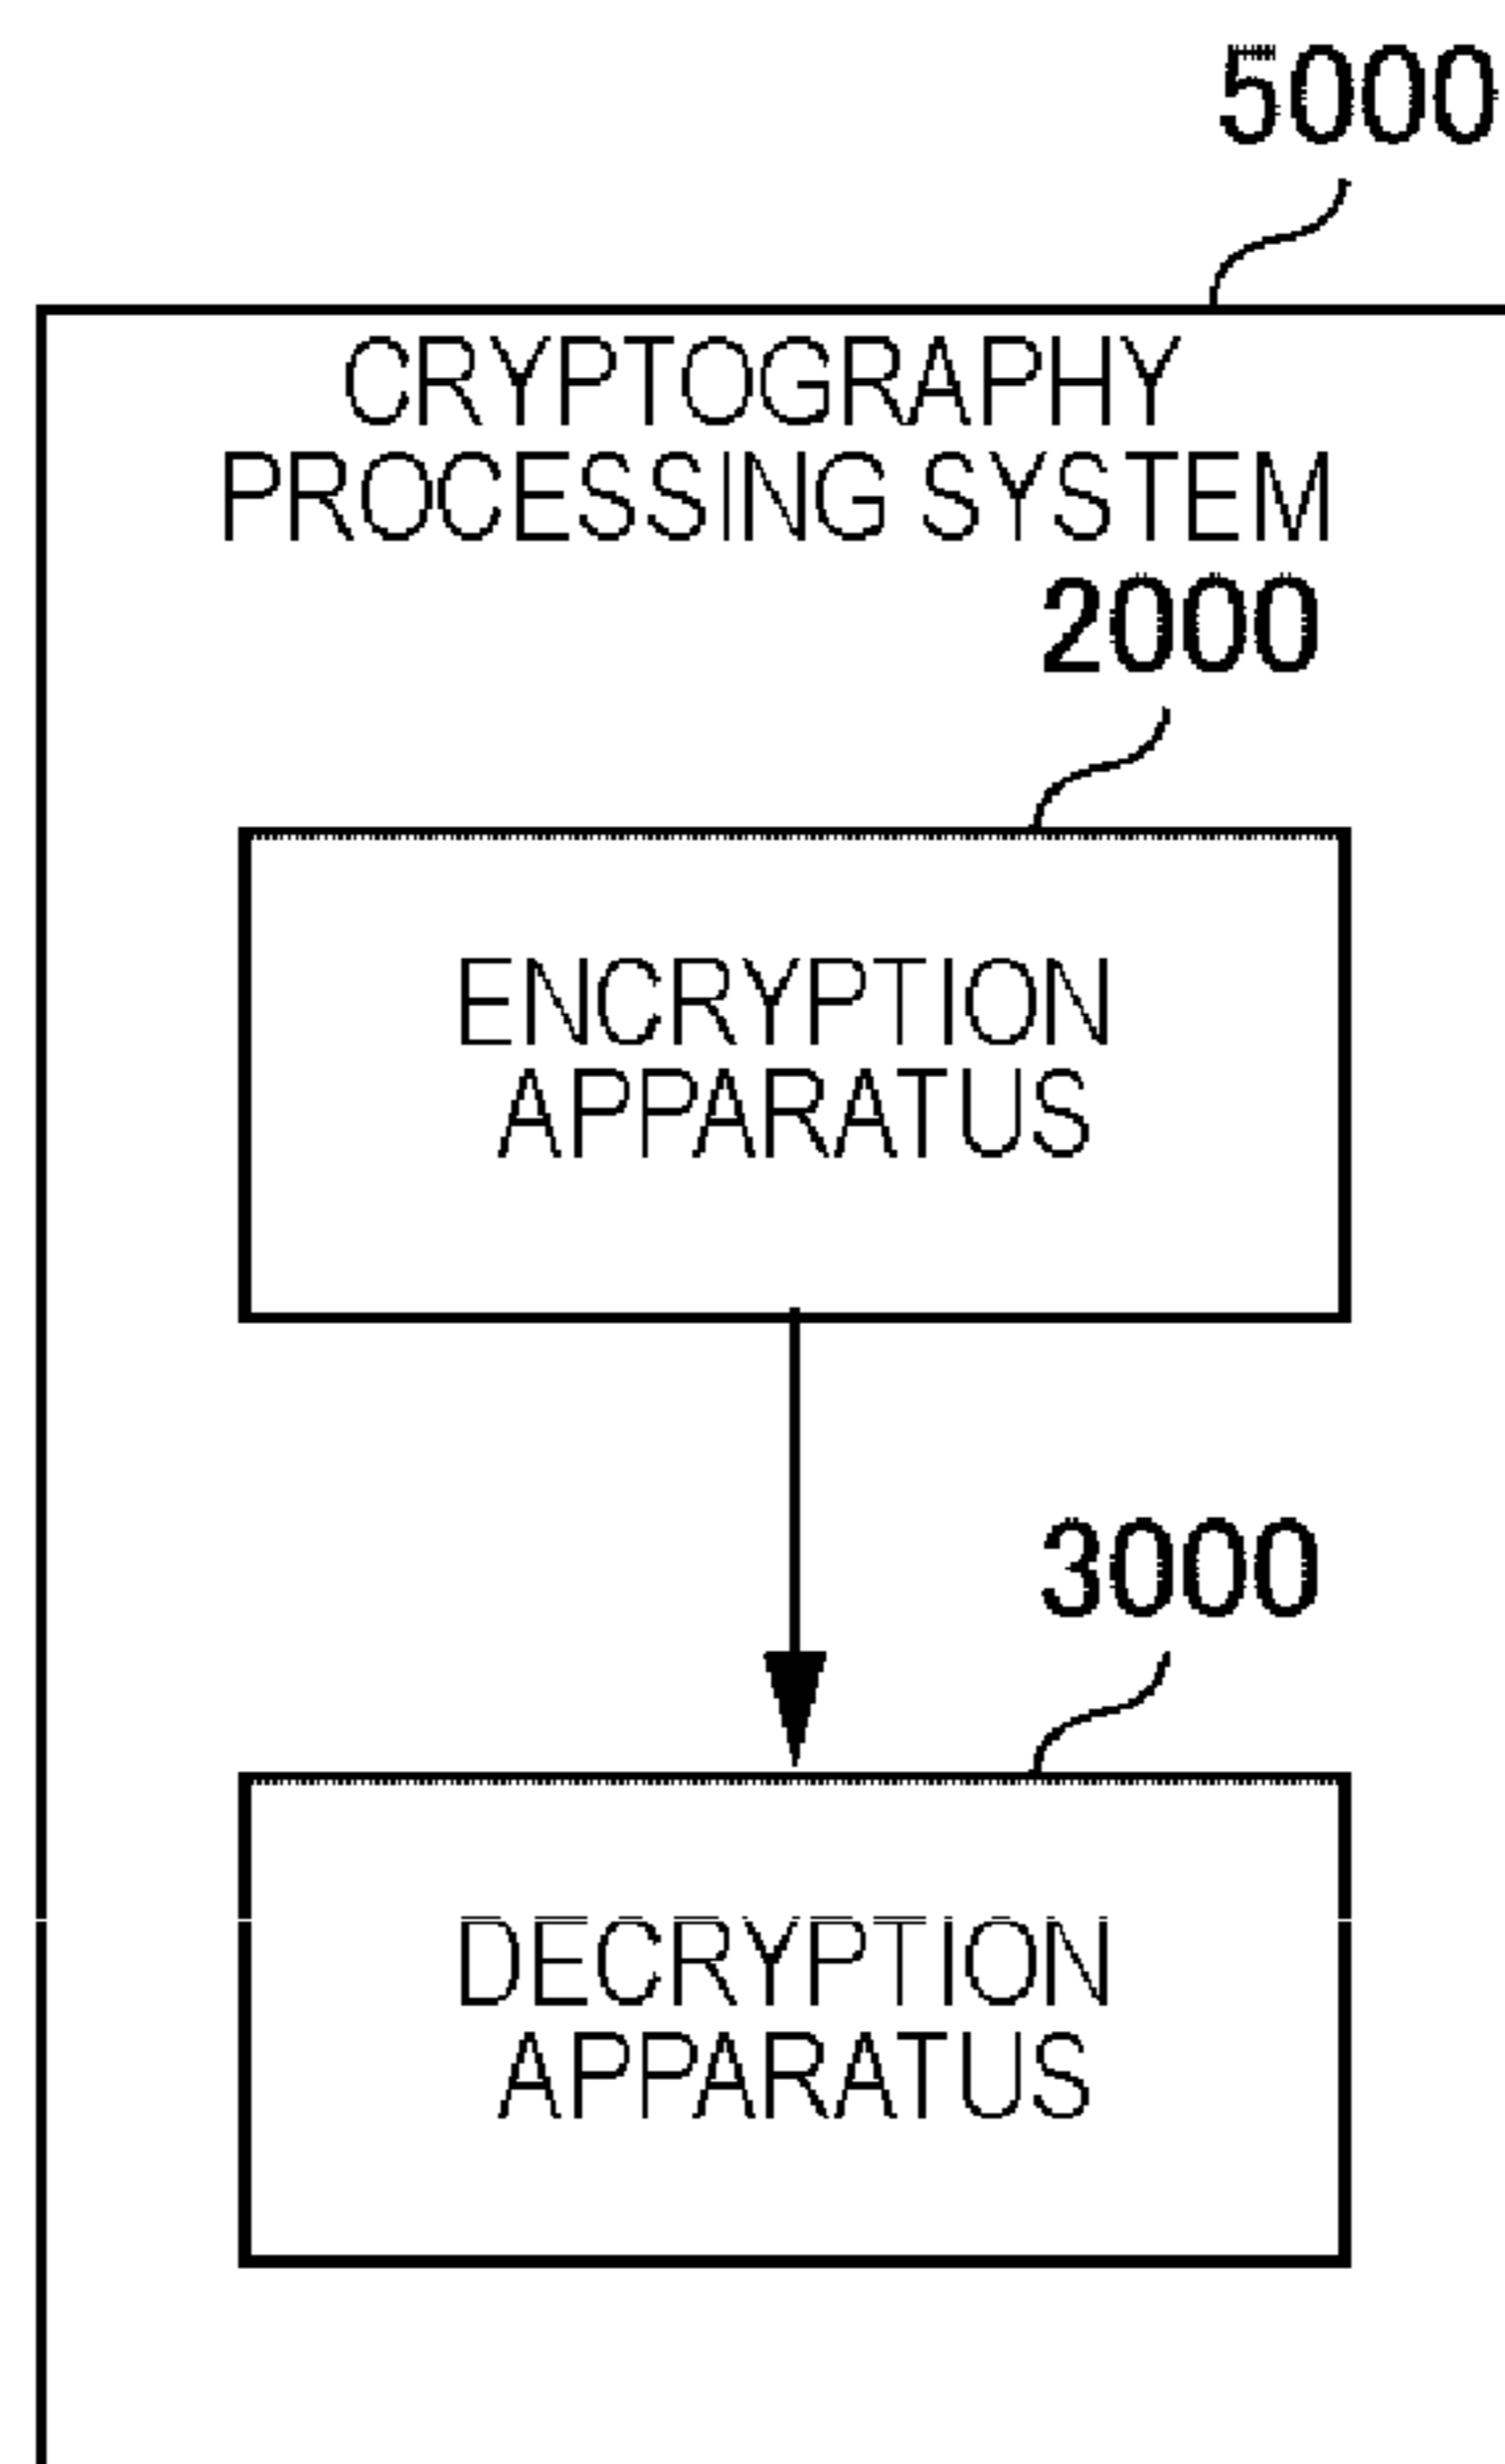 5000
CRYPTOGRAPHY
PROCESSING SYSTEM
2000
ENCRYPTION
APPARATUS
3000
DECRYPTION
APPARATUS